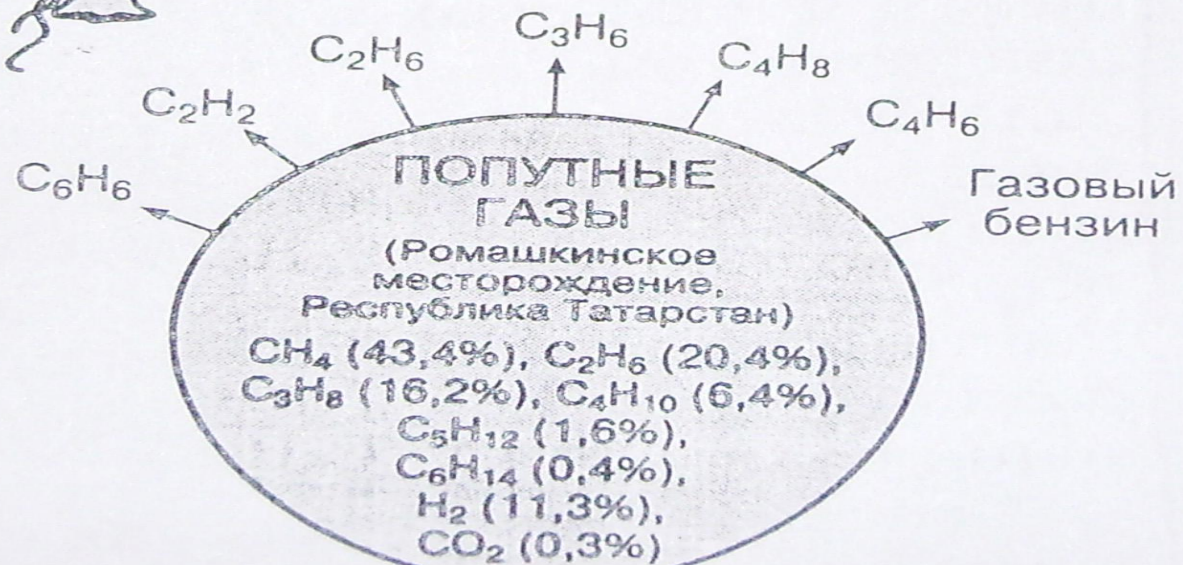 C₃H₆
C₂H₆
C₄H₈
C₂H₂
C₄H₆
C₆H₆
Газовый
бензин
ПОПУТНЫЕ
ГАЗЫ
(Ромашкинское
месторождение,
Республика Татарстан)
CH₄ (43,4%), C₂H₆ (20,4%),
C₃H₈ (16,2%), C₄H₁₀ (6,4%),
C₅H₁₂ (1,6%),
C₆H₁₄ (0,4%),
H₂ (11,3%),
CO₂ (0,3%)